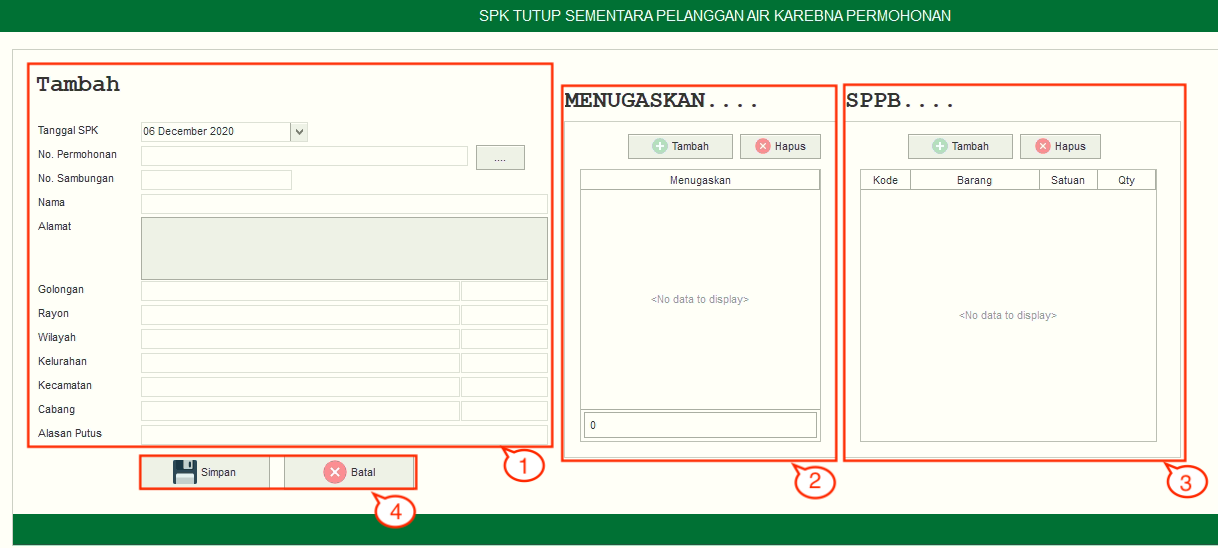 SPK TUTUP SEMENTARA PELANGGAN AIR KAREBNA PERMOHONAN
Tambah
Tanggal SPK 06 December 2020
No. Permohonan ....
No. Sambungan
Nama
Alamat
Golongan
Rayon
Wilayah
Kelurahan
Kecamatan
Cabang
Alasan Putus
1
Simpan Batal
4
MENUGASKAN....
Tambah Hapus
Menugaskan
<No data to display>
0
2
SPPB....
Tambah Hapus
Kode Barang Satuan Qty
<No data to display>
3